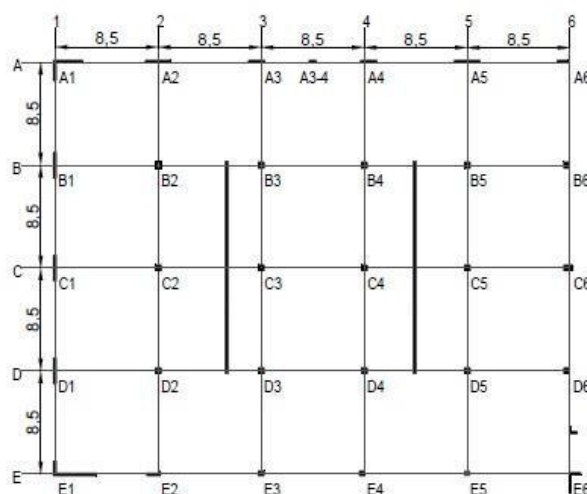 1 2 3 4 5 6
8,5 8,5 8,5 8,5 8,5
A A1 A2 A3 A3-4 A4 A5 A6
8,5
B B1 B2 B3 B4 B5 B6
8,5
C C1 C2 C3 C4 C5 C6
8,5
D D1 D2 D3 D4 D5 D6
8,5
E E1 E2 E3 E4 E5 E6